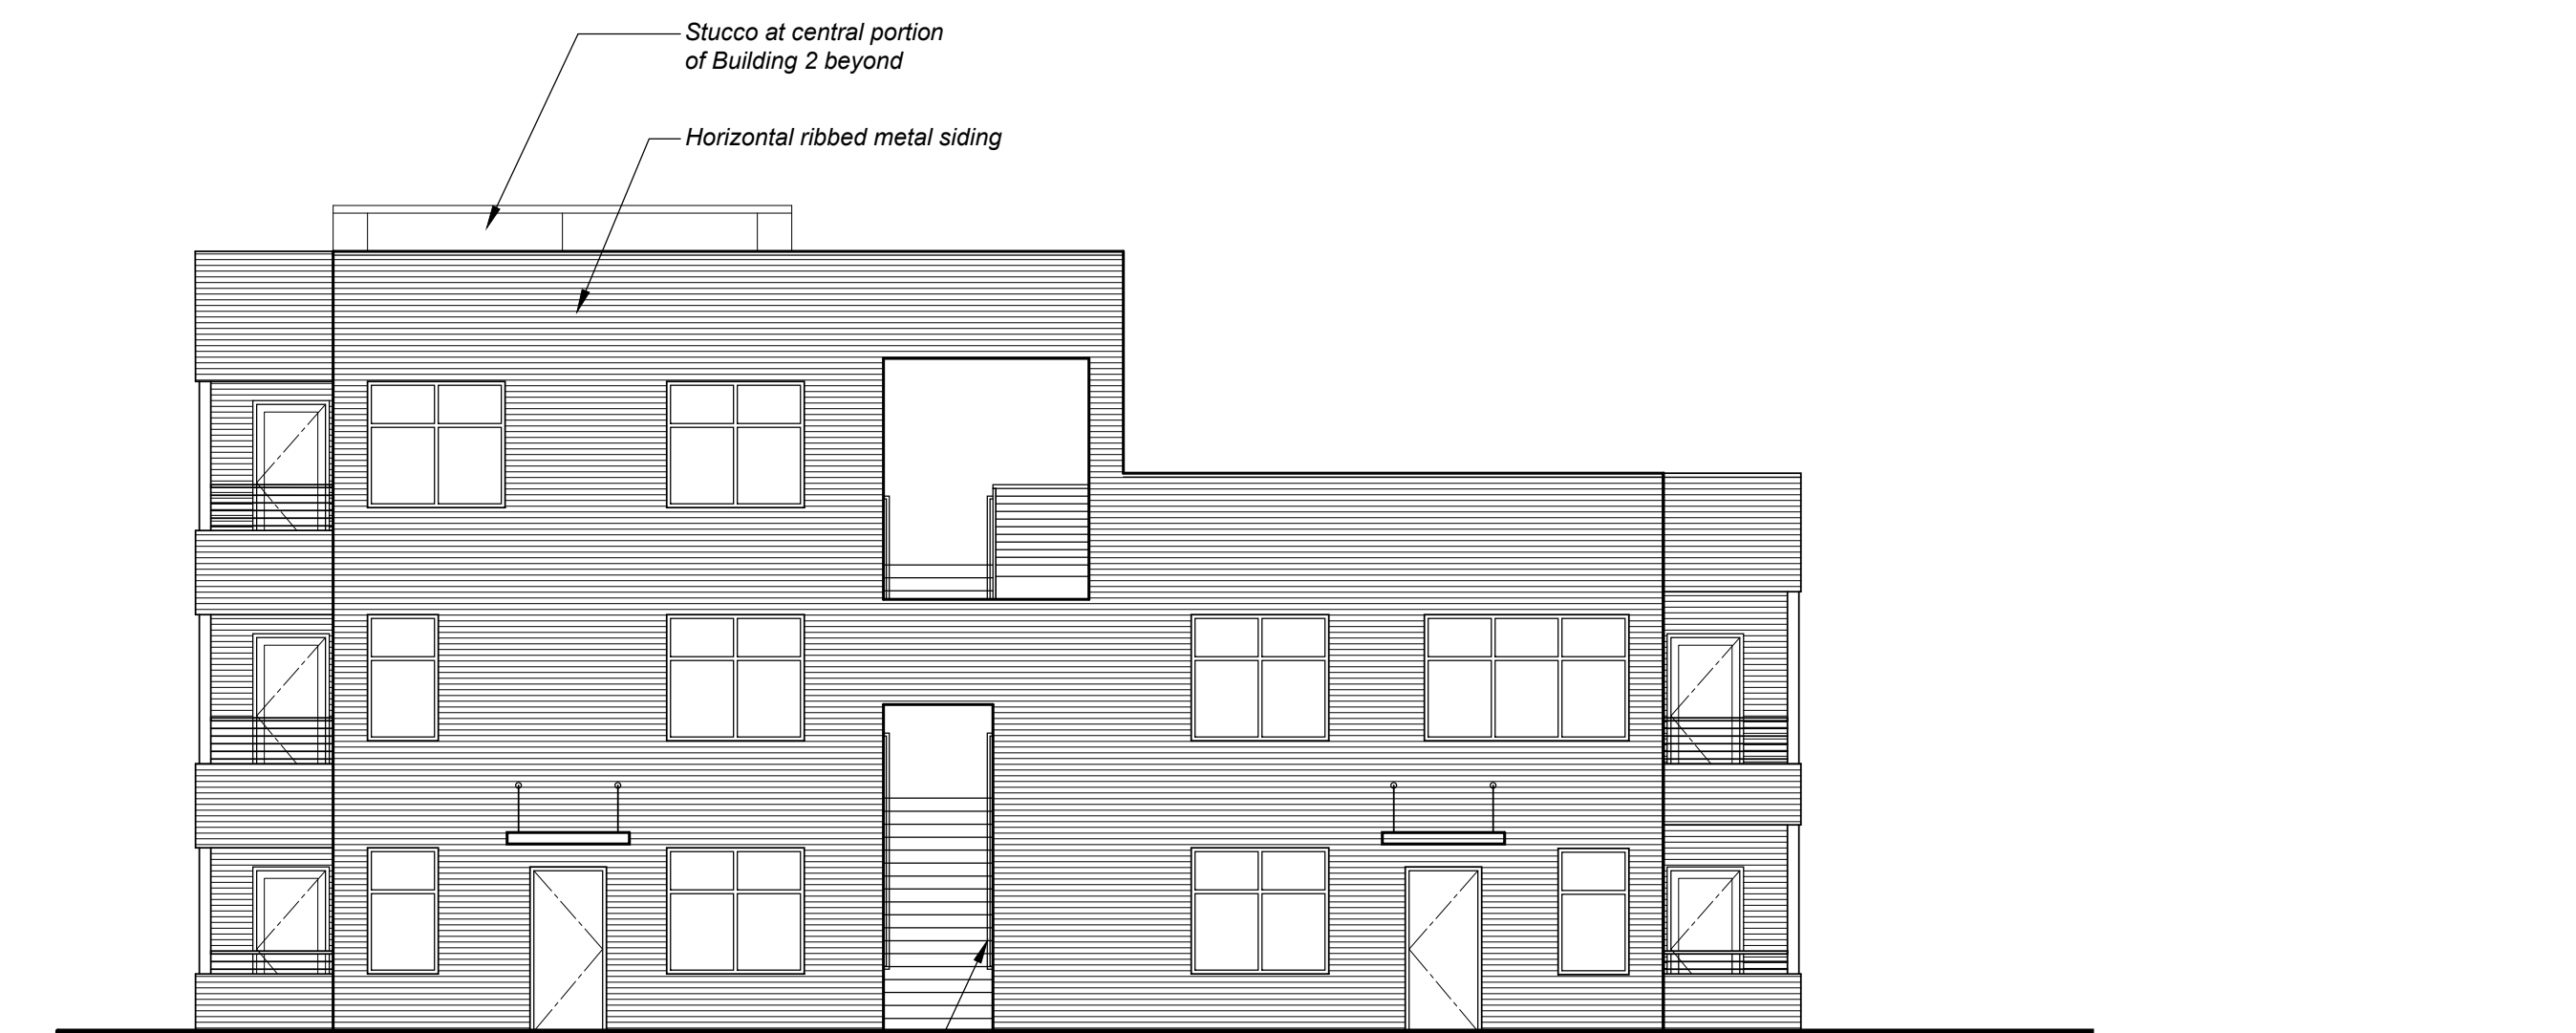 Stucco at central portion
of Building 2 beyond
Horizontal ribbed metal siding